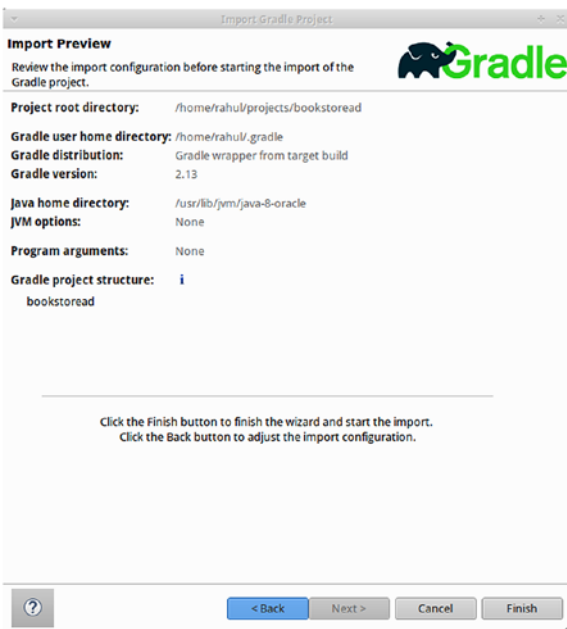 Import Gradle Project
Import Preview
Review the import configuration before starting the import of the
Gradle project.
Gradle
Project root directory: /home/rahul/projects/bookstoread
Gradle user home directory: /home/rahul/.gradle
Gradle distribution: Gradle wrapper from target build
Gradle version: 2.13
Java home directory: /usr/lib/jvm/java-8-oracle
JVM options: None
Program arguments: None
Gradle project structure: i
bookstoread
Click the Finish button to finish the wizard and start the import.
Click the Back button to adjust the import configuration.
? < Back Next > Cancel Finish